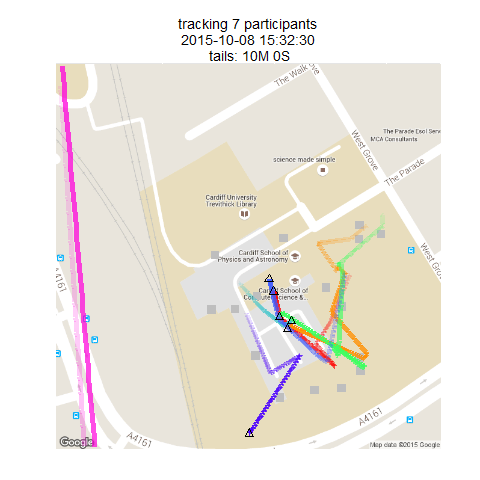 tracking 7 participants
2015-10-08 15:32:30
tails: 10M 0S
The Walk
West Grove
The Parade Esol Serv
MCA Consultants
science made simple
The Parade
Cardiff University
Trevithick Library
West Grove
Cardiff School of
Physics and Astronomy
Cardiff School of
Computer Science &...
A4161
A4161
A4161
Google
Map data ©2015 Google